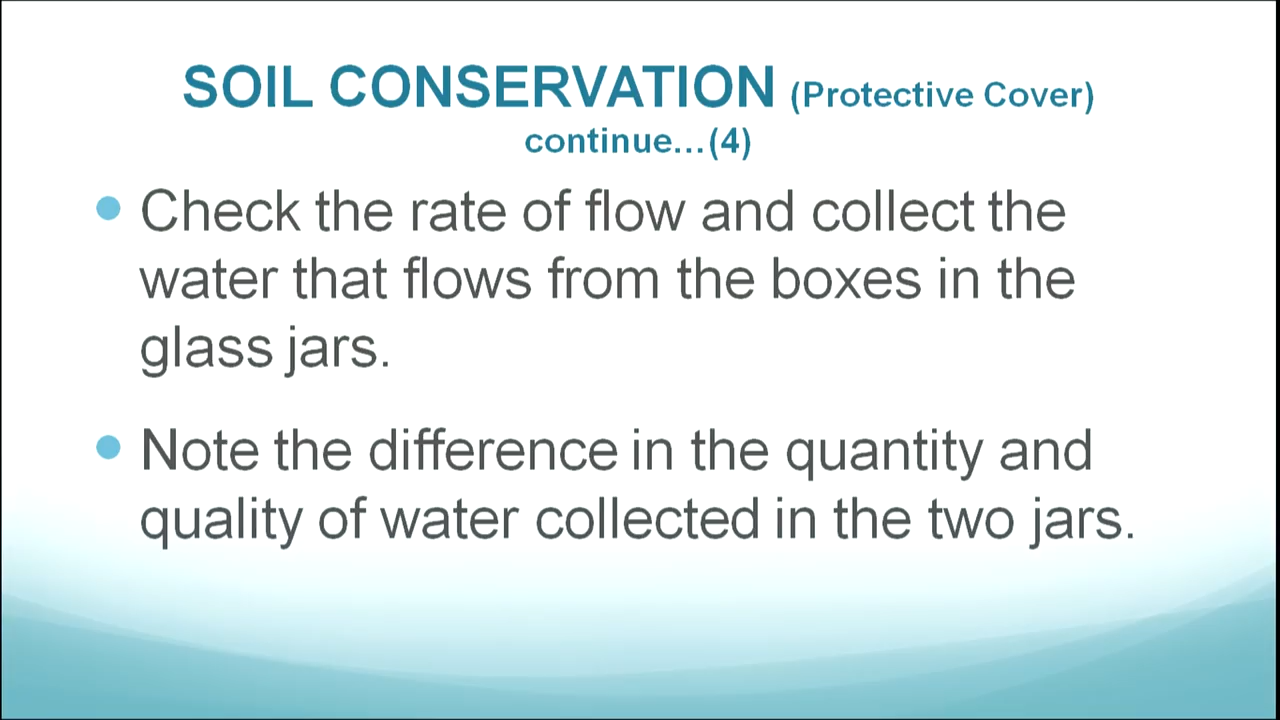 SOIL CONSERVATION (Protective Cover)
continue...(4)
• Check the rate of flow and collect the
water that flows from the boxes in the
glass jars.
• Note the difference in the quantity and
quality of water collected in the two jars.